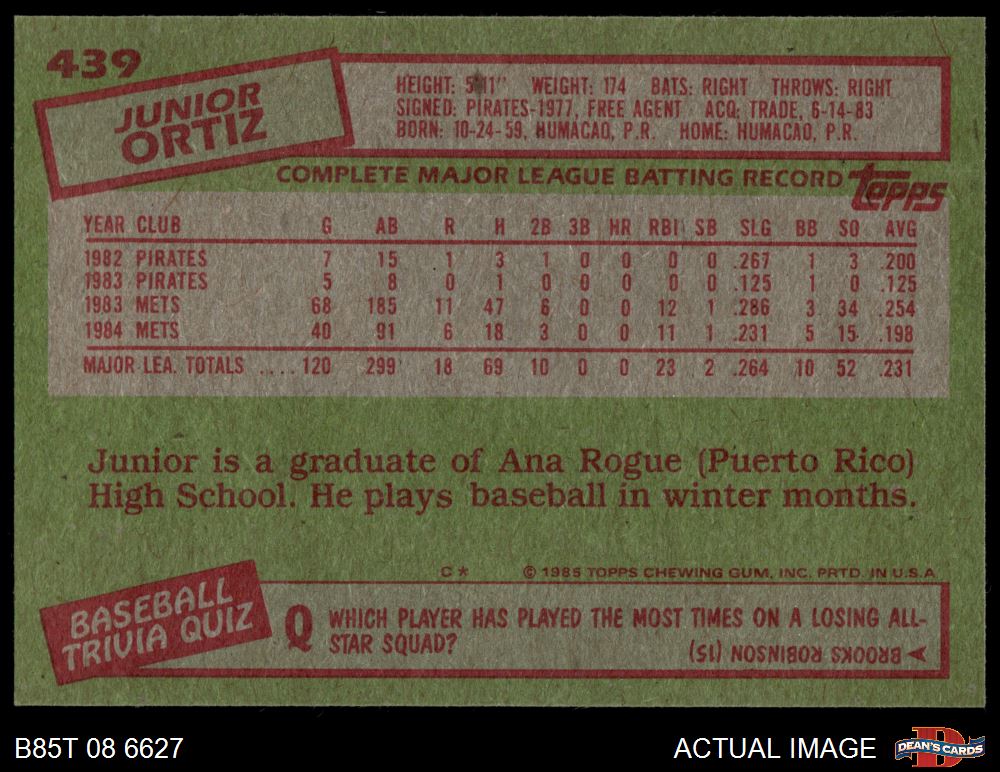 439
JUNIOR
ORTIZ
HEIGHT: 5'11" WEIGHT: 174 BATS: RIGHT THROWS: RIGHT
SIGNED: PIRATES-1977, FREE AGENT ACQ: TRADE, 6-14-83
BORN: 10-24-59, HUMACAO, P.R. HOME: HUMACAO, P.R.
COMPLETE MAJOR LEAGUE BATTING RECORD topps
YEAR CLUB G AB R H 2B 3B HR RBI SB SLG BB SO AVG
1982 PIRATES 7 15 1 3 1 0 0 0 0 .267 1 3 .200
1983 PIRATES 5 8 0 1 0 0 0 0 0 .125 1 0 .125
1983 METS 68 185 11 47 6 0 0 12 1 .286 3 34 .254
1984 METS 40 91 6 18 3 0 0 11 1 .231 5 15 .198
MAJOR LEA. TOTALS .... 120 299 18 69 10 0 0 23 2 .264 10 52 .231
Junior is a graduate of Ana Rogue (Puerto Rico)
High School. He plays baseball in winter months.
C* © 1985 TOPPS CHEWING GUM, INC. PRTD. IN U.S.A.
BASEBALL
TRIVIA QUIZ
Q WHICH PLAYER HAS PLAYED THE MOST TIMES ON A LOSING ALL-
STAR SQUAD?
BROOKS ROBINSON (15)
B85T 08 6627
ACTUAL IMAGE
D
DEAN'S CARDS